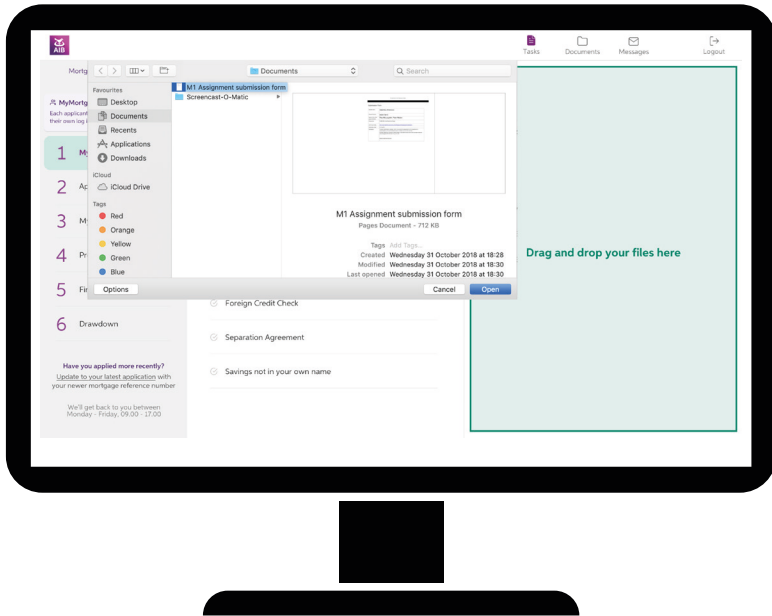 AIB
Tasks
Documents
Messages
Logout
Mortg
MyMortg
Each applicant
their own log i
1 My
2 Ap
3 M
4 Pr
5 Fir
6 Drawdown
Have you applied more recently?
Update to your latest application with
your newer mortgage reference number
We'll get back to you between
Monday - Friday, 09.00 - 17.00
Documents
Search
Favourites
Desktop
Documents
Recents
Applications
Downloads
iCloud
iCloud Drive
Tags
Red
Orange
Yellow
Green
Blue
M1 Assignment submission form
Screencast-O-Matic
M1 Assignment submission form
Pages Document - 712 KB
Tags Add Tags...
Created Wednesday 31 October 2018 at 18:28
Modified Wednesday 31 October 2018 at 18:30
Last opened Wednesday 31 October 2018 at 18:30
Options
Cancel
Open
Foreign Credit Check
Separation Agreement
Savings not in your own name
Drag and drop your files here